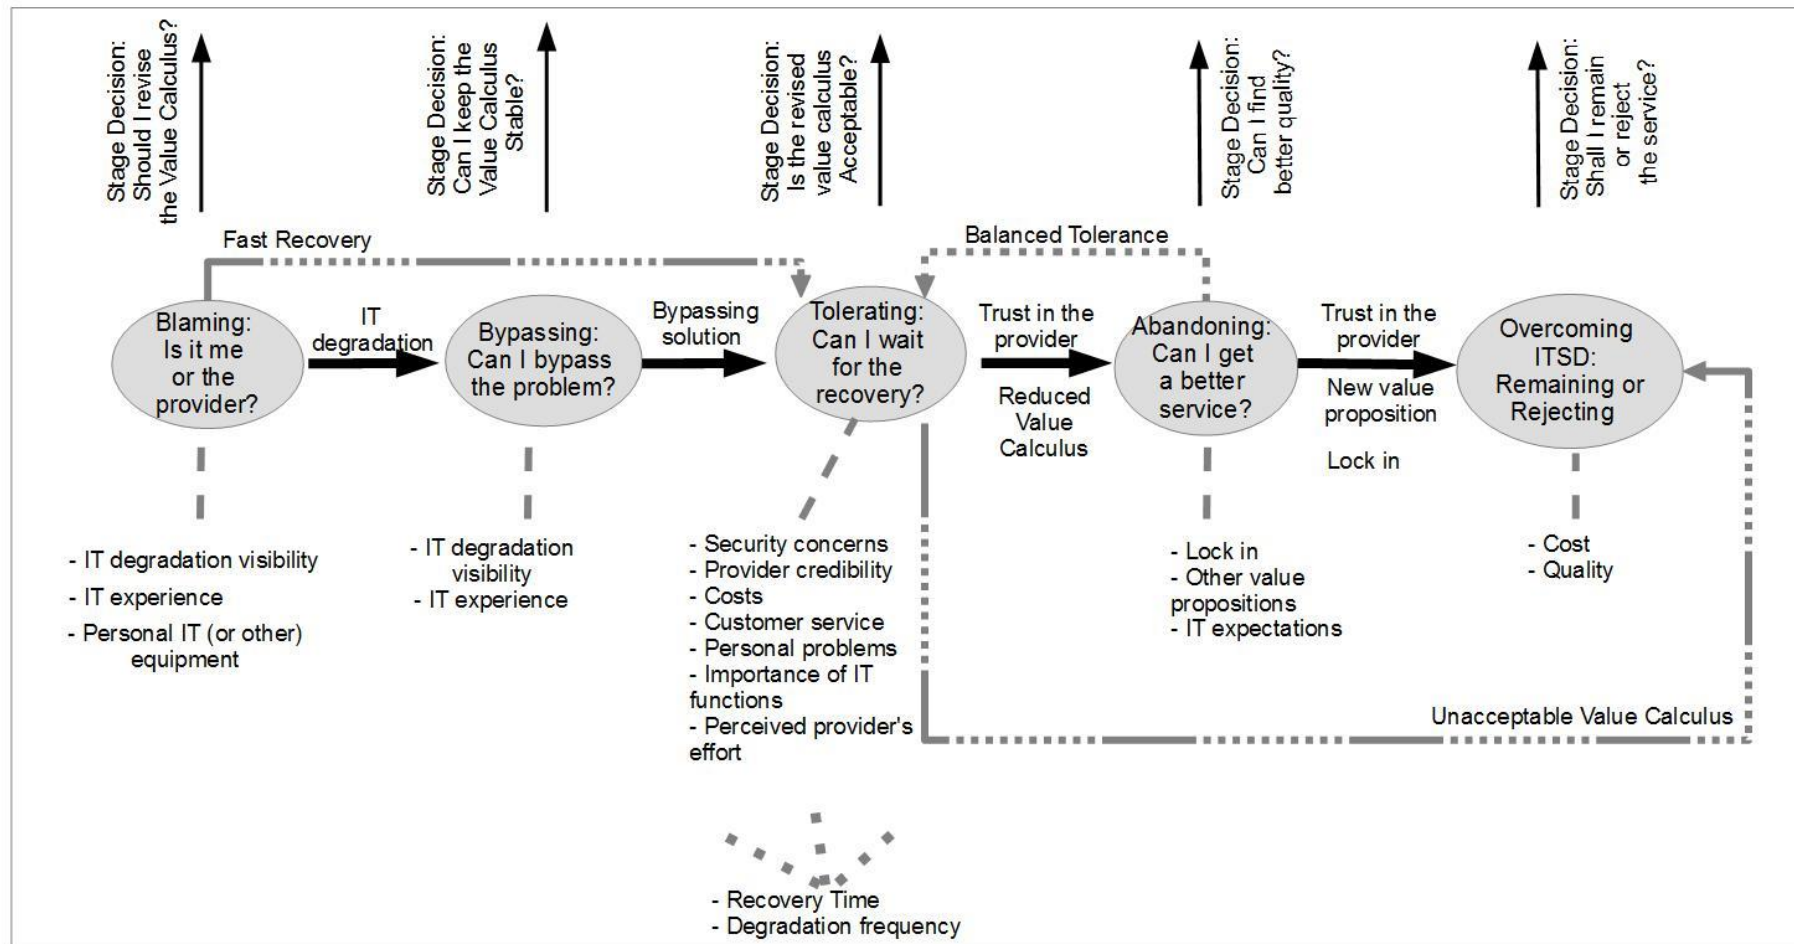 Stage Decision:
Should I revise
the Value Calculus?
Stage Decision:
Can I keep the
Value Calculus
Stable?
Stage Decision:
Is the revised
value calculus
Acceptable?
Stage Decision:
Can I find
better quality?
Stage Decision:
Shall I remain
or reject
the service?
Fast Recovery
Balanced Tolerance
Blaming:
Is it me
or the
provider?
IT
degradation
Bypassing:
Can I bypass
the problem?
Bypassing
solution
Tolerating:
Can I wait
for the
recovery?
Trust in the
provider
Reduced
Value
Calculus
Abandoning:
Can I get
a better
service?
Trust in the
provider
New value
proposition
Lock in
Overcoming
ITSD:
Remaining or
Rejecting
- IT degradation visibility
- IT experience
- Personal IT (or other)
equipment
- IT degradation
visibility
- IT experience
- Security concerns
- Provider credibility
- Costs
- Customer service
- Personal problems
- Importance of IT
functions
- Perceived provider's
effort
- Lock in
- Other value
propositions
- IT expectations
- Cost
- Quality
Unacceptable Value Calculus
- Recovery Time
- Degradation frequency